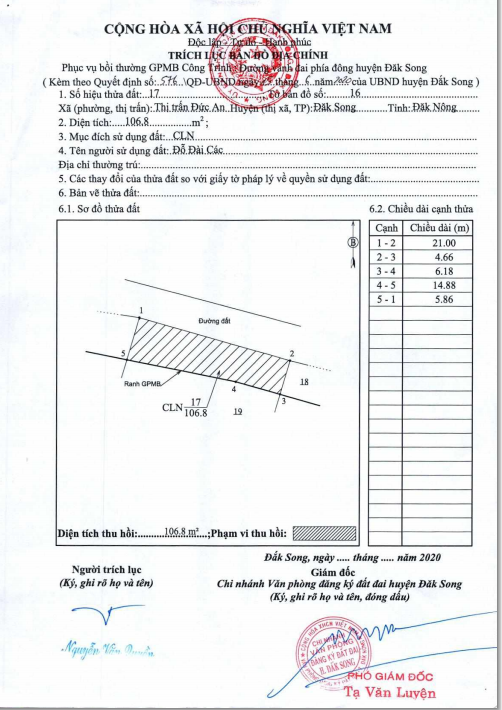 CỘNG HÒA XÃ HỘI CHỦ NGHĨA VIỆT NAM
Độc lập - Tự do - Hạnh phúc
TRÍCH LỤC BẢN ĐỒ ĐỊA CHÍNH
Phục vụ bồi thường GPMB Công Trình: Đường vành đai phía đông huyện Đăk Song
( Kèm theo Quyết định số: 576 \QĐ-UBND ngày tháng 5 năm 2020 của UBND huyện Đắk Song )
1. Số hiệu thửa đất: 17 tờ bản đồ số: 16
Xã (phường, thị trấn): Thị trấn Đức An Huyện (thị xã, TP): Đăk Song Tỉnh: Đăk Nông
2. Diện tích: 106.8 m² ;
3. Mục đích sử dụng đất: CLN
4. Tên người sử dụng đất: Đỗ Đài Các
Địa chỉ thường trú:
5. Các thay đổi của thửa đất so với giấy tờ pháp lý về quyền sử dụng đất:
6. Bản vẽ thửa đất:
6.1. Sơ đồ thửa đất
6.2. Chiều dài cạnh thửa
Cạnh Chiều dài (m)
1 - 2 21.00
2 - 3 4.66
3 - 4 6.18
4 - 5 14.88
5 - 1 5.86
B
1
Đường đất
2
5
Ranh GPMB
4
18
3
CLN 17
106.8
19
Diện tích thu hồi: 106.8 m² ;Phạm vi thu hồi:
Đắk Song, ngày ..... tháng ..... năm 2020
Người trích lục
(Ký, ghi rõ họ và tên)
Giám đốc
Chi nhánh Văn phòng đăng ký đất đai huyện Đăk Song
(Ký, ghi rõ họ và tên, đóng dấu)
Nguyễn Văn
CHI NHÁNH
VĂN PHÒNG
ĐĂNG KÝ ĐẤT ĐAI
H. ĐĂK SONG
PHÓ GIÁM ĐỐC
Tạ Văn Luyện